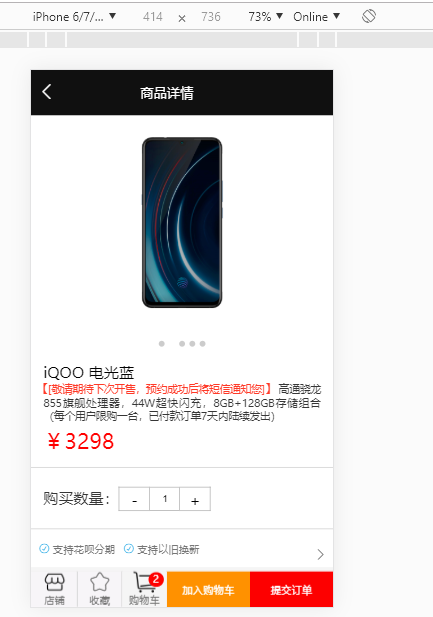 iPhone 6/7/... ▼ 414 × 736 73% ▼ Online ▼
商品详情
iQOO 电光蓝
【[敬请期待下次开售，预约成功后将短信通知您]】 高通骁龙
855旗舰处理器，44W超快闪充，8GB+128GB存储组合
（每个用户限购一台，已付款订单7天内陆续发出）
￥3298
购买数量： - 1 +
支持花呗分期 支持以旧换新
2
店铺 收藏 购物车 加入购物车 提交订单